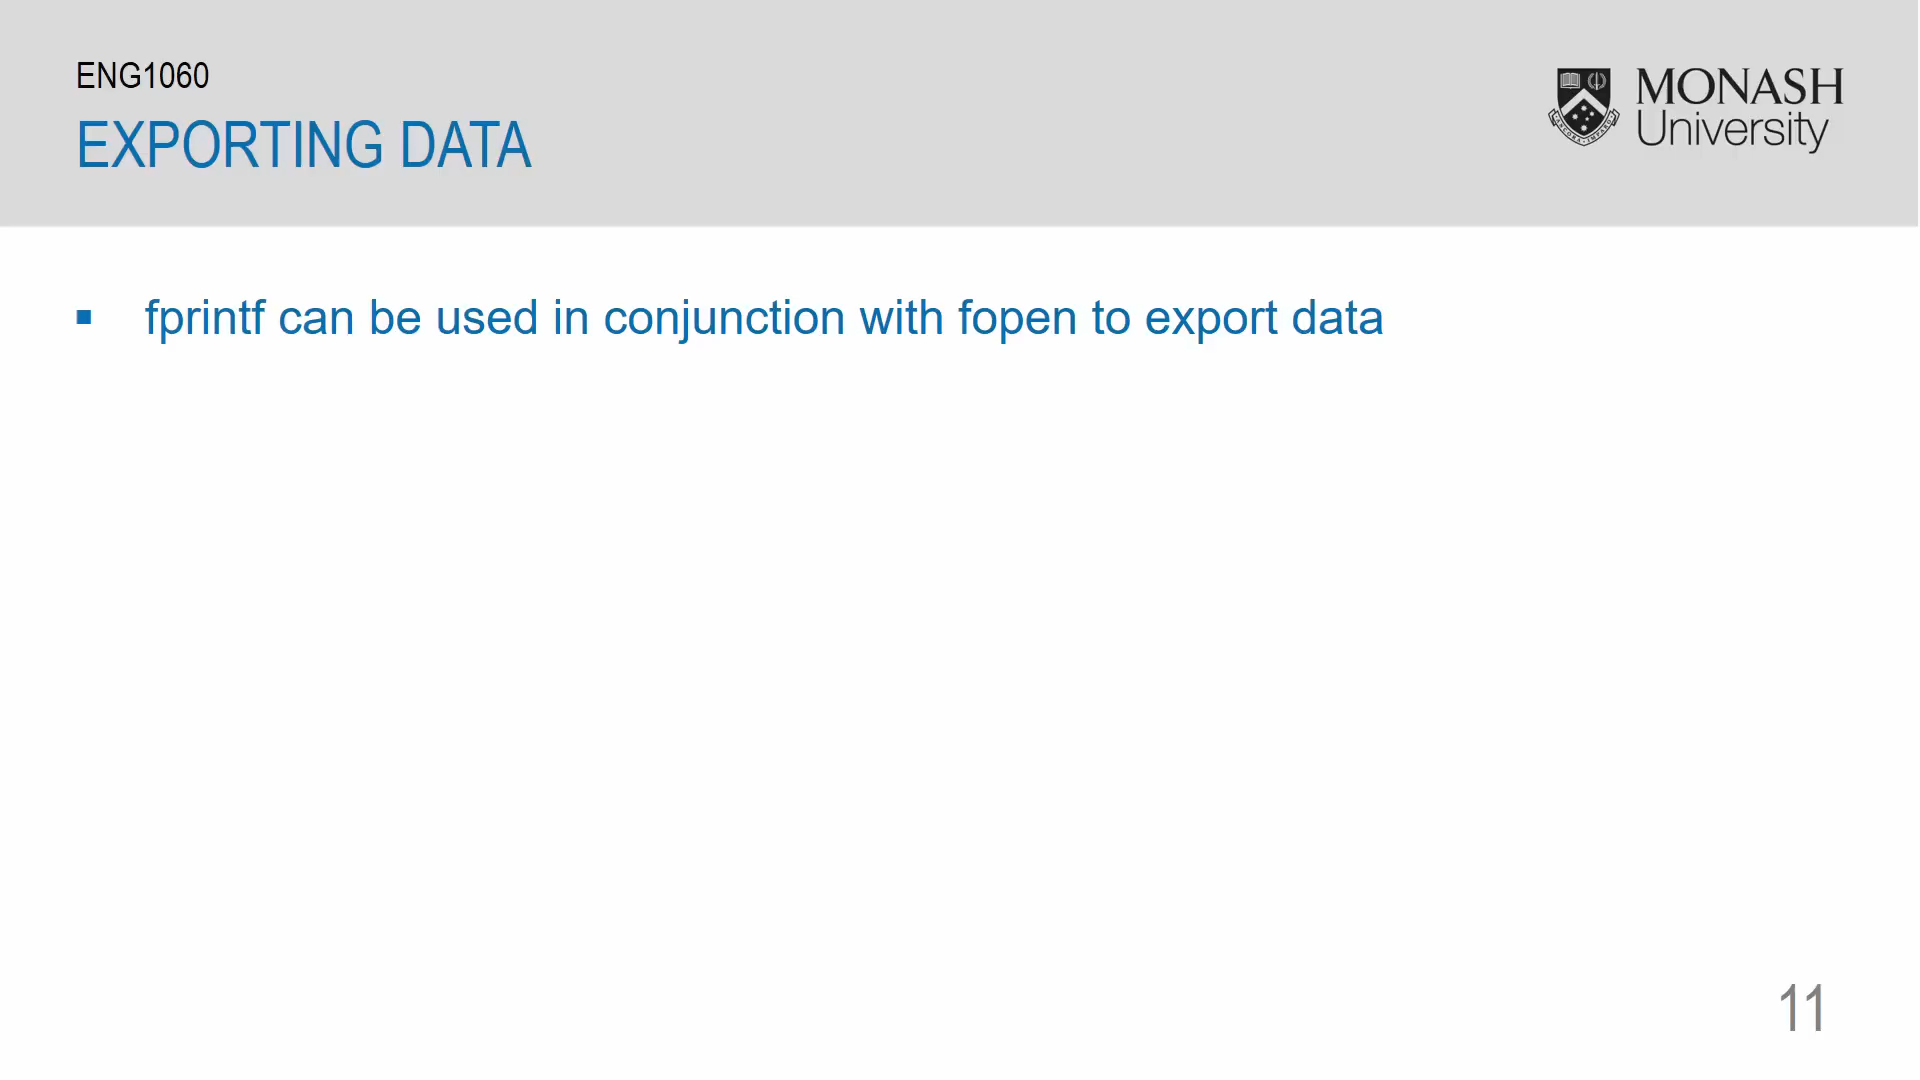 ENG1060
EXPORTING DATA
MONASH
University
▪ fprintf can be used in conjunction with fopen to export data
11